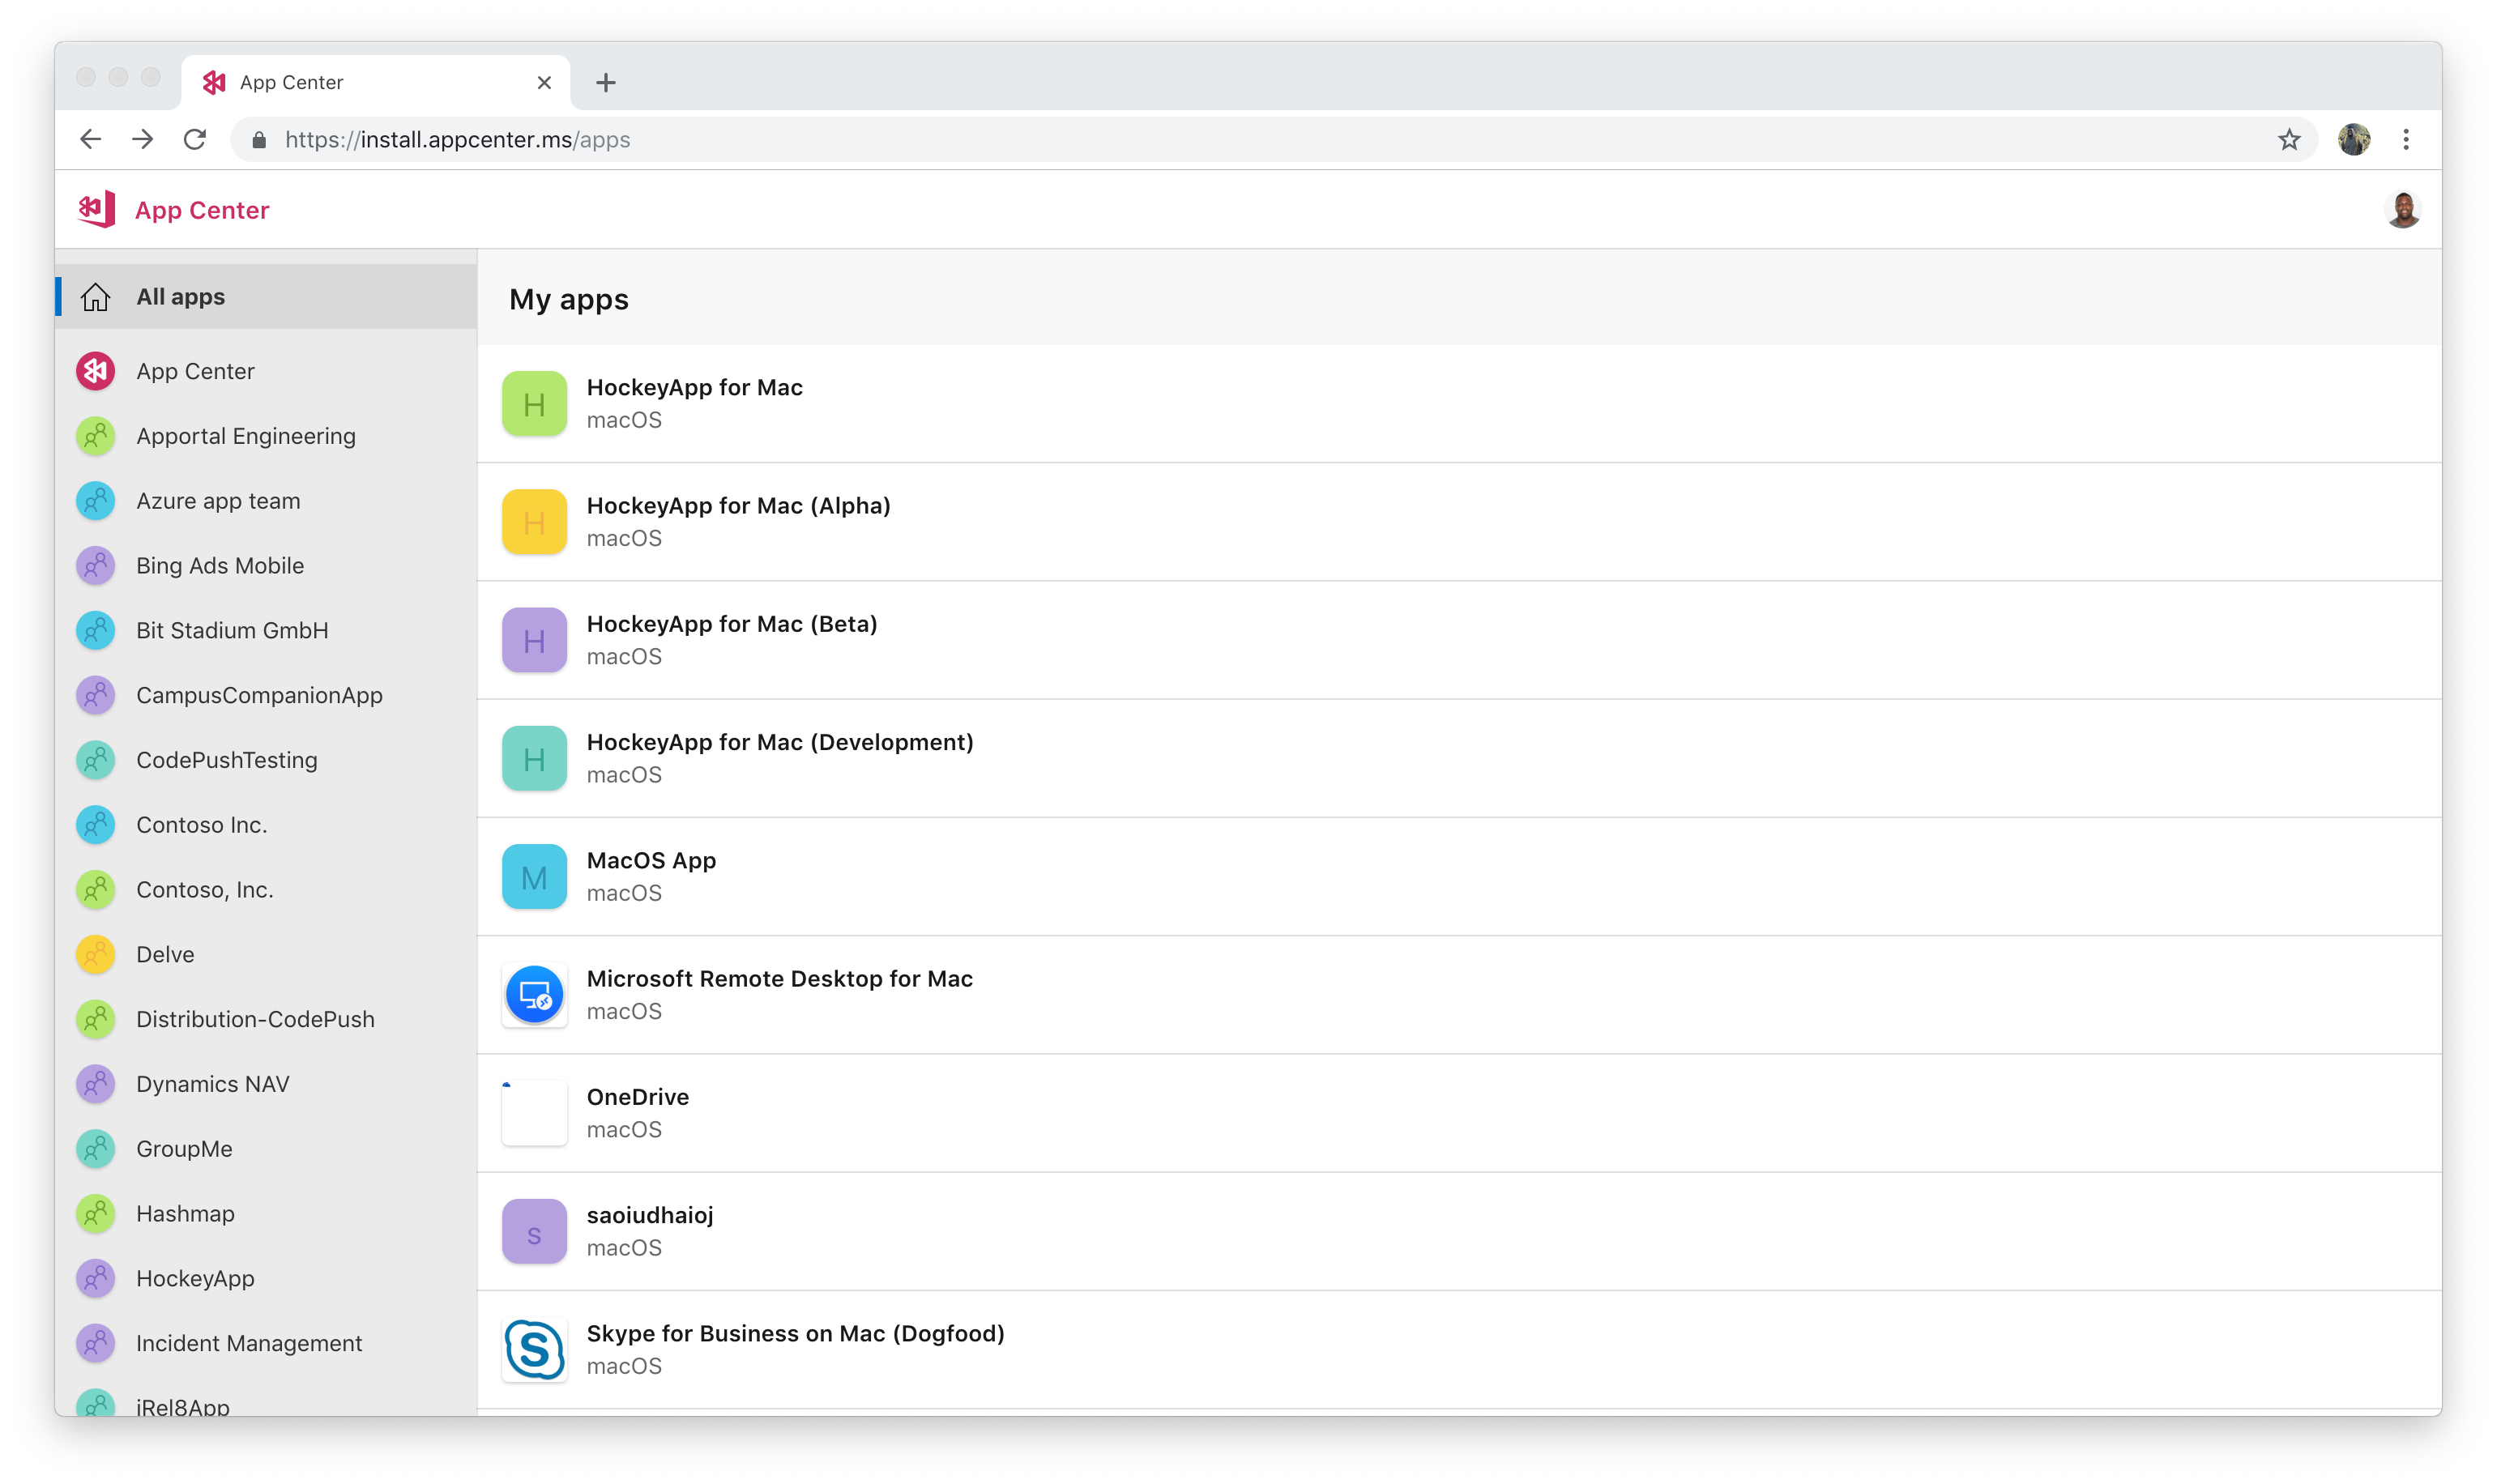 App Center
https://install.appcenter.ms/apps
App Center
All apps
App Center
Apportal Engineering
Azure app team
Bing Ads Mobile
Bit Stadium GmbH
CampusCompanionApp
CodePushTesting
Contoso Inc.
Contoso, Inc.
Delve
Distribution-CodePush
Dynamics NAV
GroupMe
Hashmap
HockeyApp
Incident Management
iRel8App
My apps
H
HockeyApp for Mac
macOS
H
HockeyApp for Mac (Alpha)
macOS
H
HockeyApp for Mac (Beta)
macOS
H
HockeyApp for Mac (Development)
macOS
M
MacOS App
macOS
Microsoft Remote Desktop for Mac
macOS
OneDrive
macOS
s
saoiudhaioj
macOS
S
Skype for Business on Mac (Dogfood)
macOS